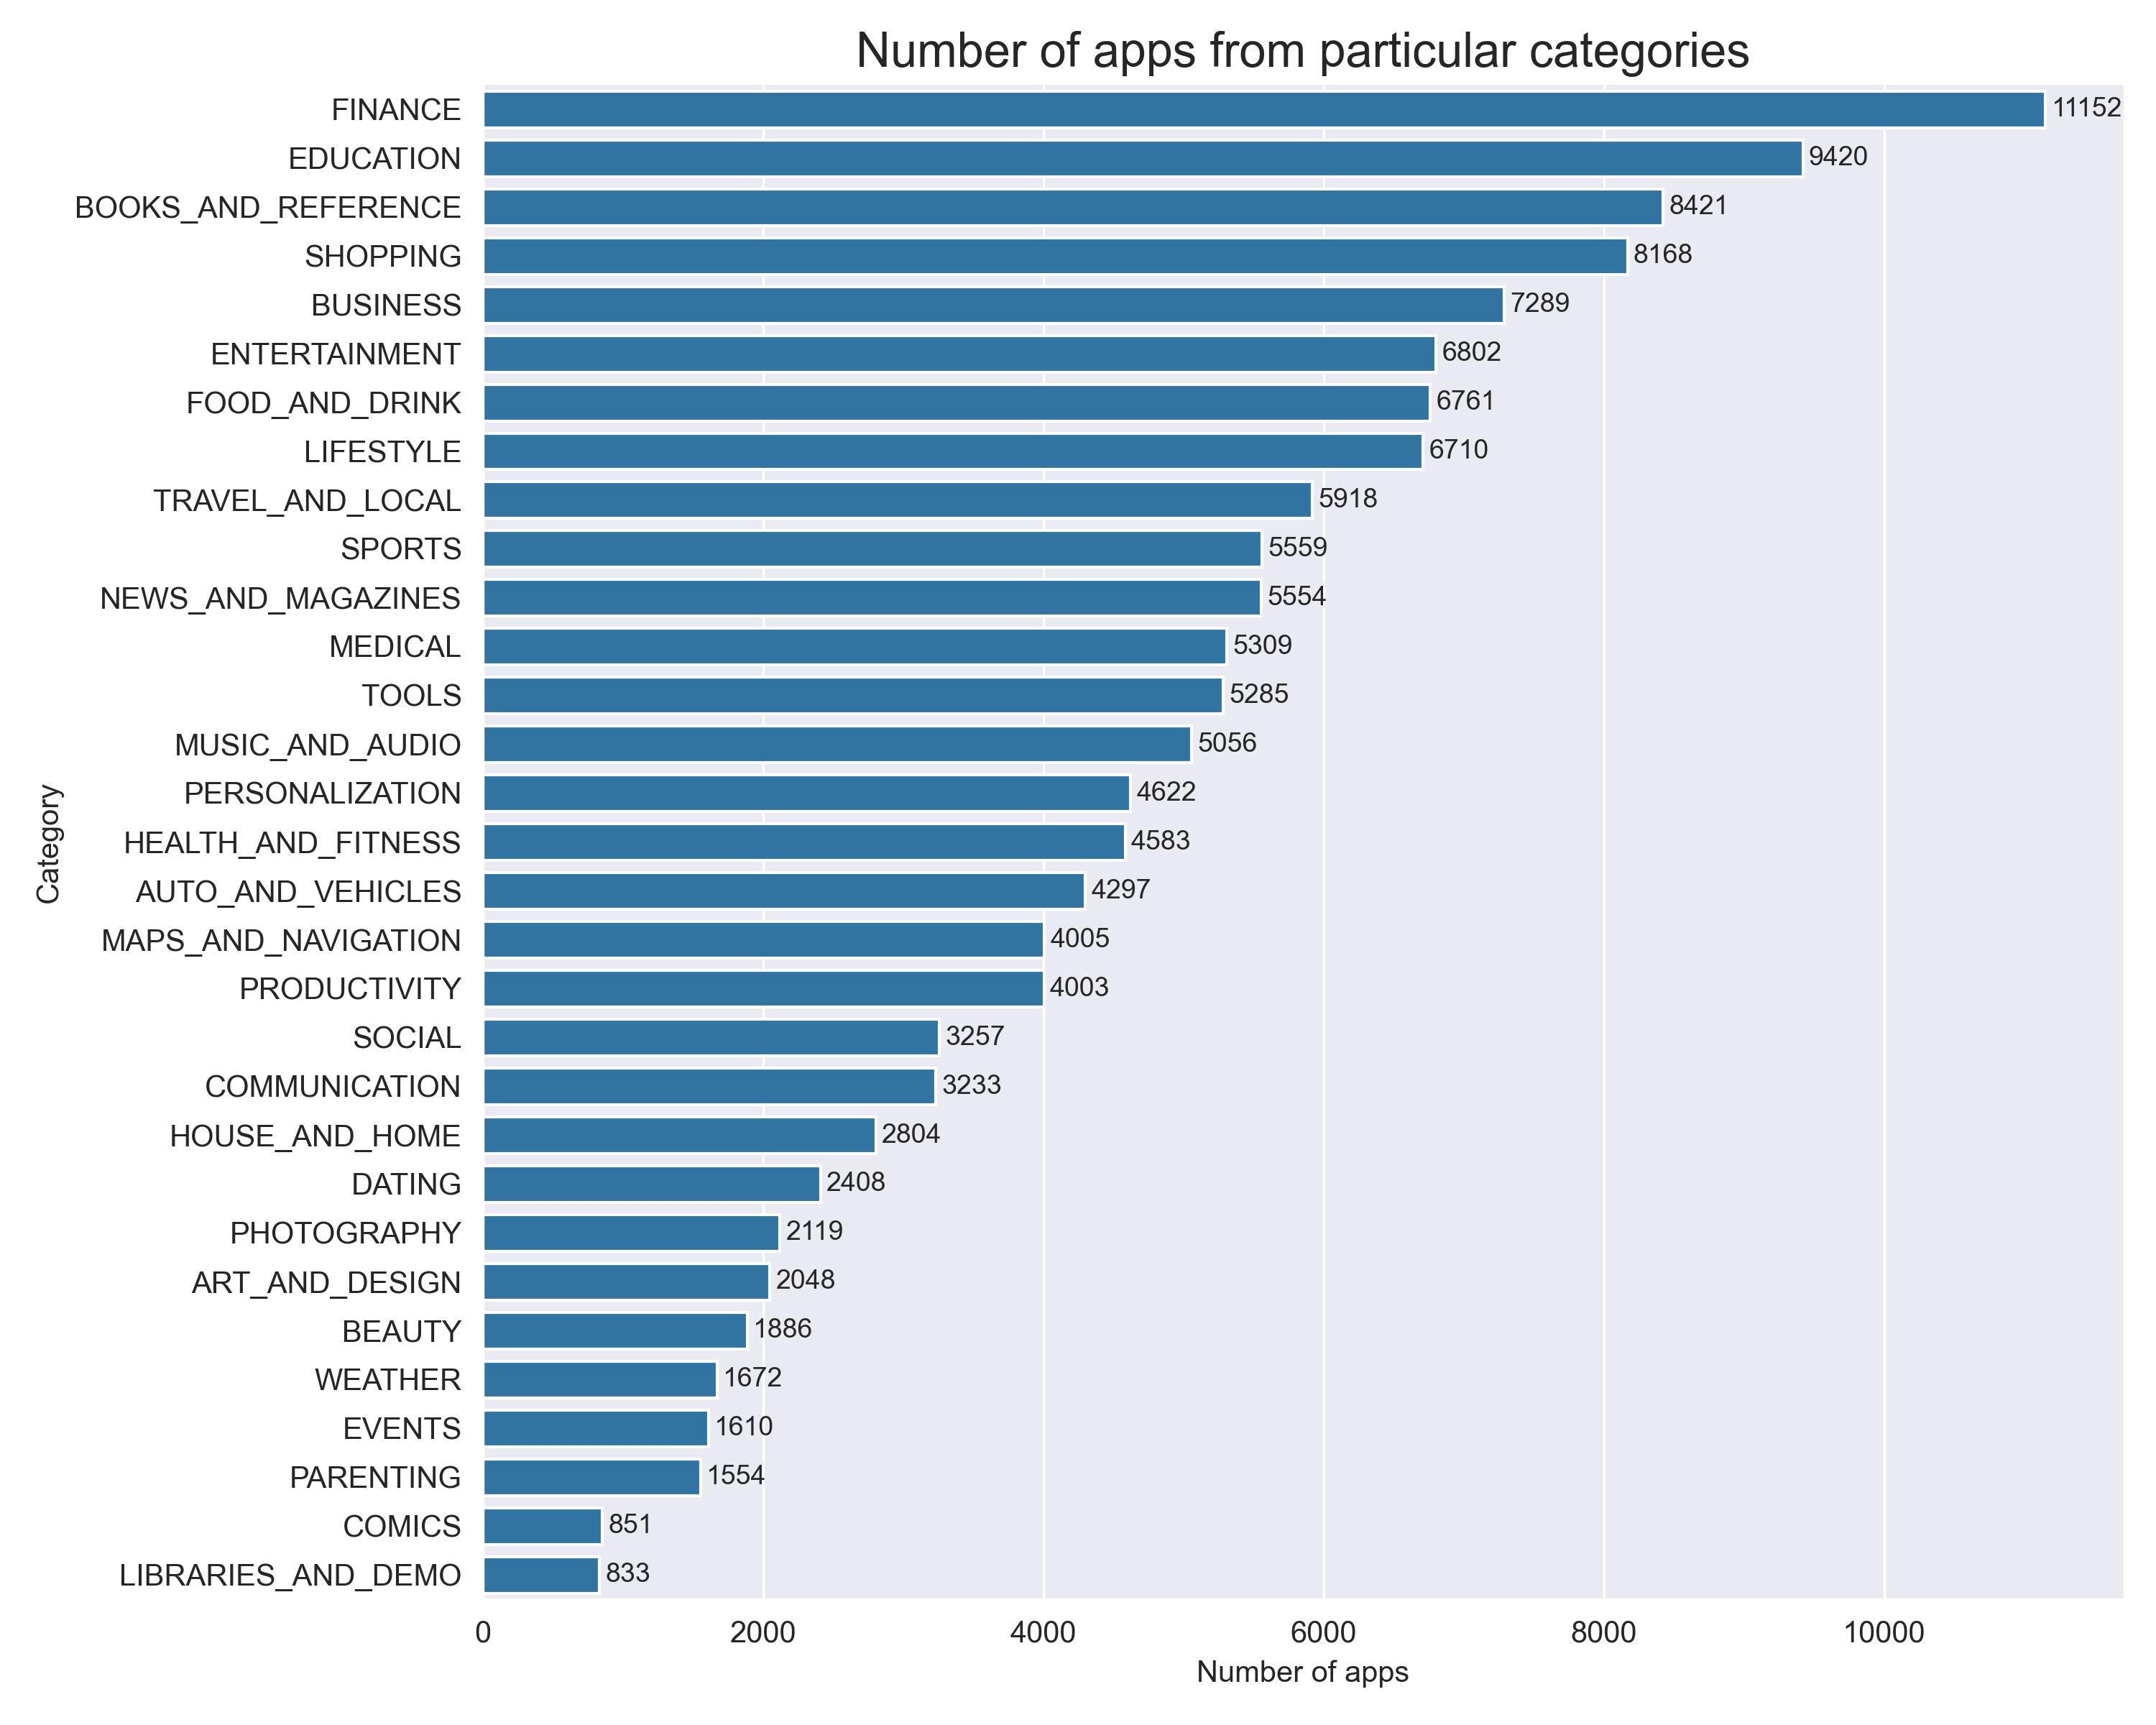 Number of apps from particular categories
FINANCE 11152
EDUCATION 9420
BOOKS_AND_REFERENCE 8421
SHOPPING 8168
BUSINESS 7289
ENTERTAINMENT 6802
FOOD_AND_DRINK 6761
LIFESTYLE 6710
TRAVEL_AND_LOCAL 5918
SPORTS 5559
NEWS_AND_MAGAZINES 5554
MEDICAL 5309
TOOLS 5285
MUSIC_AND_AUDIO 5056
PERSONALIZATION 4622
HEALTH_AND_FITNESS 4583
AUTO_AND_VEHICLES 4297
MAPS_AND_NAVIGATION 4005
PRODUCTIVITY 4003
SOCIAL 3257
COMMUNICATION 3233
HOUSE_AND_HOME 2804
DATING 2408
PHOTOGRAPHY 2119
ART_AND_DESIGN 2048
BEAUTY 1886
WEATHER 1672
EVENTS 1610
PARENTING 1554
COMICS 851
LIBRARIES_AND_DEMO 833
Category
0 2000 4000 6000 8000 10000
Number of apps